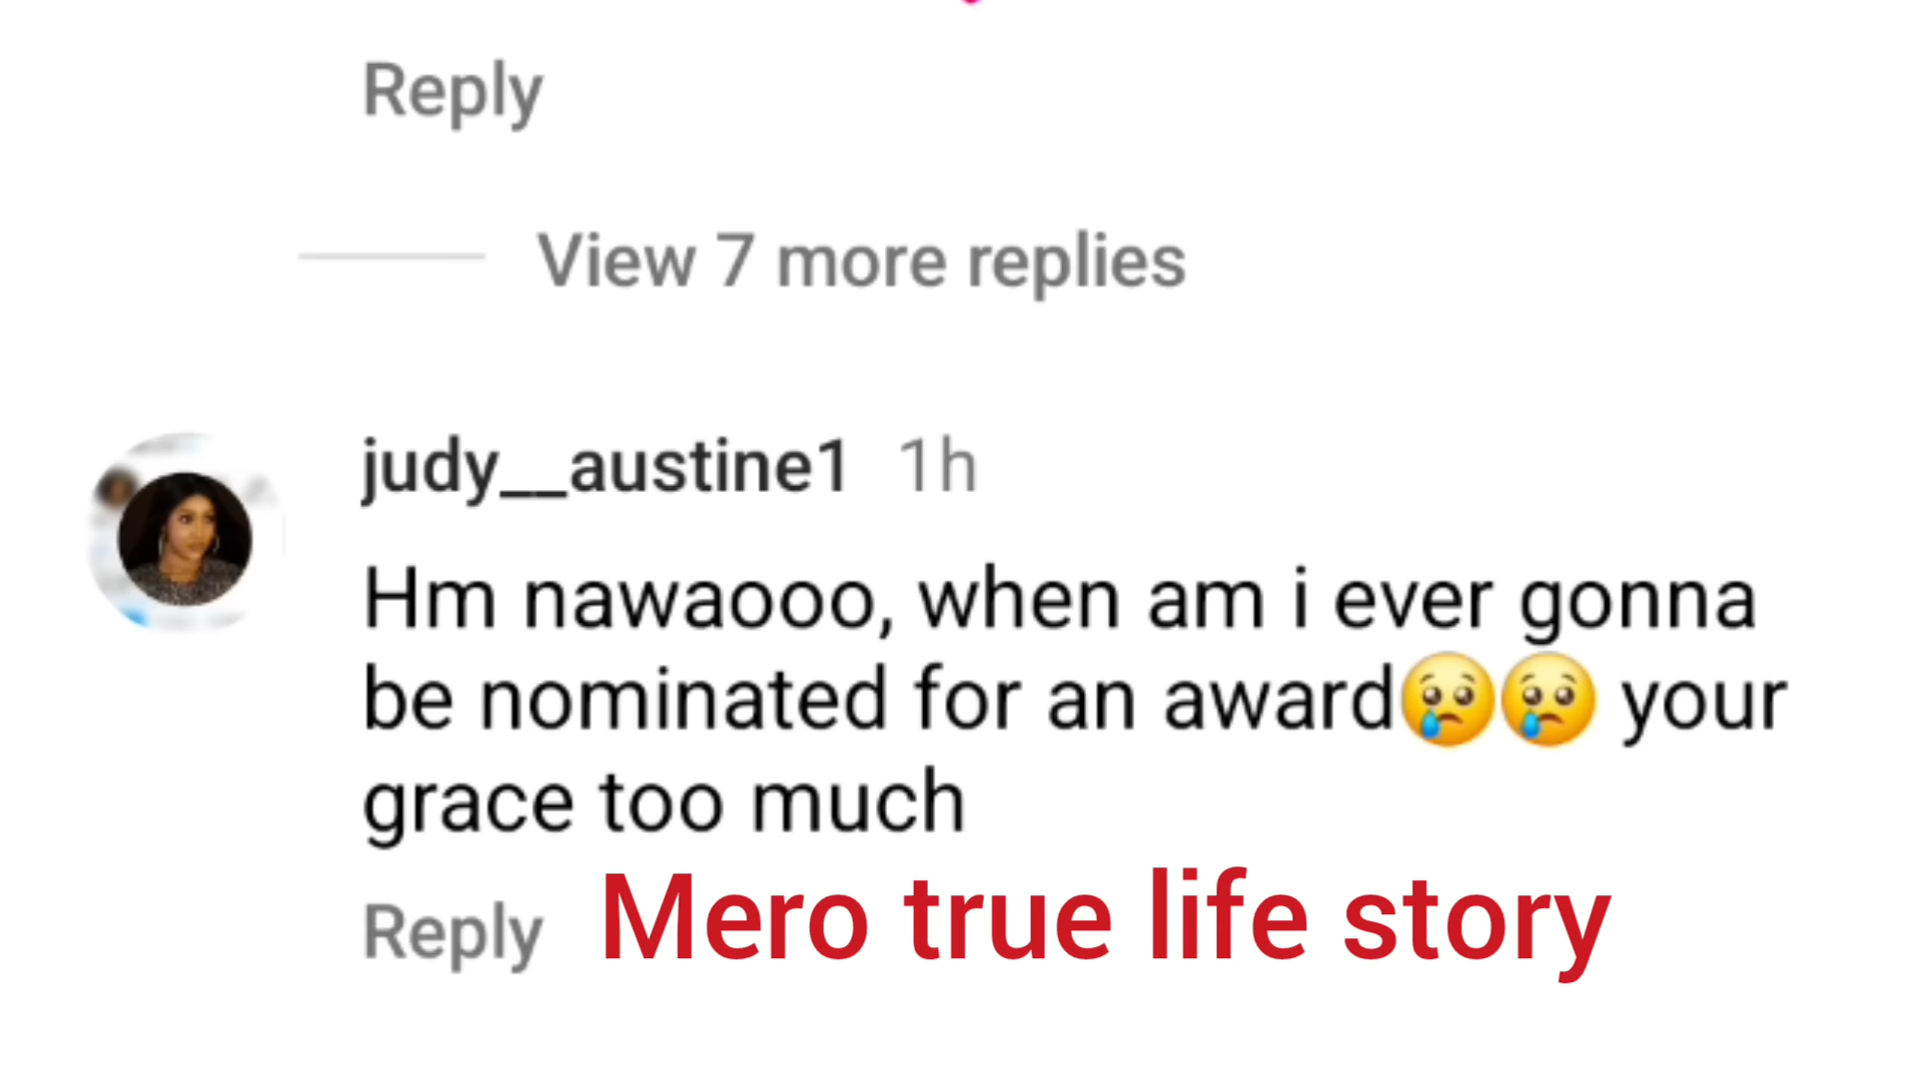 Reply
View 7 more replies
judy__austine1 1h
Hm nawaooo, when am i ever gonna
be nominated for an award😢😢 your
grace too much
Reply Mero true life story